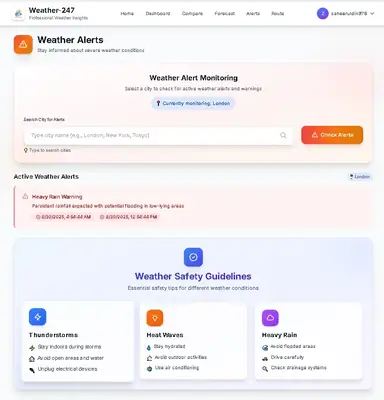 Weather-247
Professional Weather Insights
Home
Dashboard
Compare
Forecast
Alerts
Route
Weather Alerts
Stay informed about severe weather conditions
Weather Alert Monitoring
Select a city to check for active weather alerts and warnings
Currently monitoring: London
Search City for Alerts
Type city name (e.g., London, New York, Tokyo)
Check Alerts
Type to search cities
Active Weather Alerts
London
Heavy Rain Warning
Persistent rainfall expected with potential flooding in low-lying areas
Weather Safety Guidelines
Essential safety tips for different weather conditions
Thunderstorms
Stay indoors during storms
Avoid open areas and water
Unplug electrical devices
Heat Waves
Stay hydrated
Avoid outdoor activities
Use air conditioning
Heavy Rain
Avoid flooded areas
Drive carefully
Check drainage systems